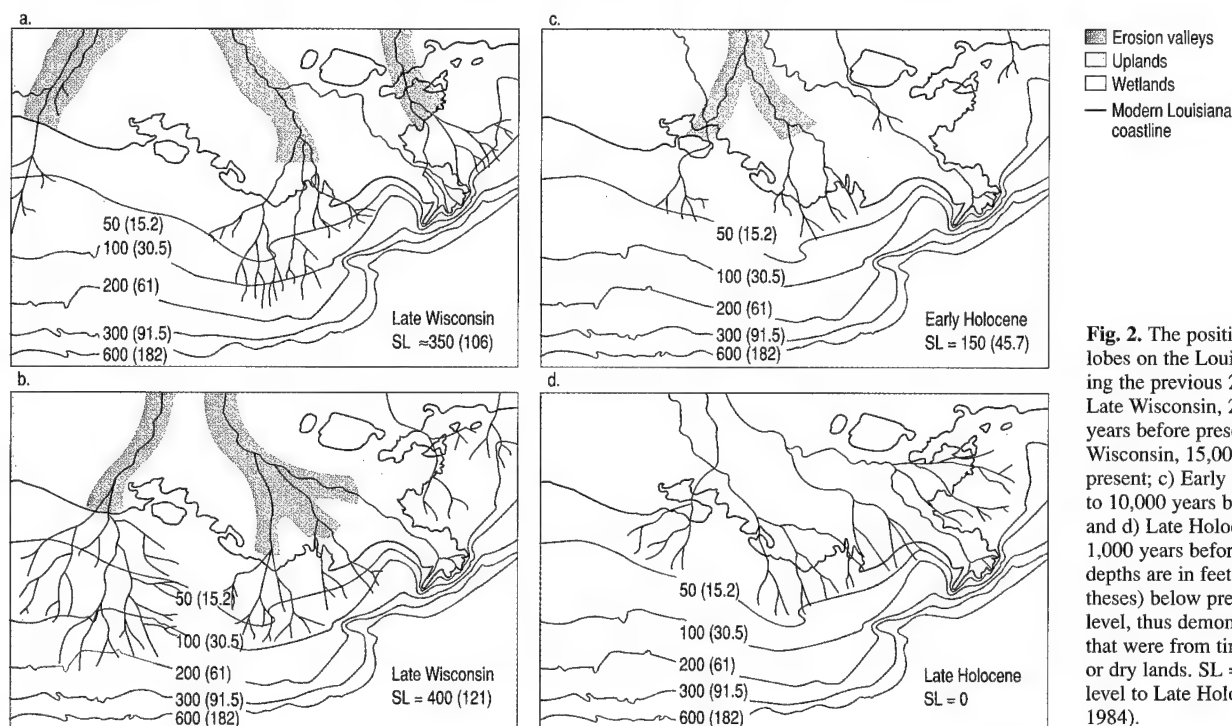 a.
50 (15.2)
100 (30.5)
200 (61)
300 (91.5)
600 (182)
Late Wisconsin
SL ≈350 (106)
b.
50 (15.2)
100 (30.5)
200 (61)
300 (91.5)
600 (182)
Late Wisconsin
SL = 400 (121)
c.
50 (15.2)
100 (30.5)
200 (61)
300 (91.5)
600 (182)
Early Holocene
SL = 150 (45.7)
d.
50 (15.2)
100 (30.5)
200 (61)
300 (91.5)
600 (182)
Late Holocene
SL = 0
Erosion valleys
Uplands
Wetlands
Modern Louisiana
coastline
Fig. 2. The positi
lobes on the Loui
ing the previous 2
Late Wisconsin, 2
years before prese
Wisconsin, 15,00
present; c) Early
to 10,000 years b
and d) Late Holoc
1,000 years befor
depths are in feet
theses) below pre
level, thus demon
that were from tin
or dry lands. SL =
level to Late Holo
1984).